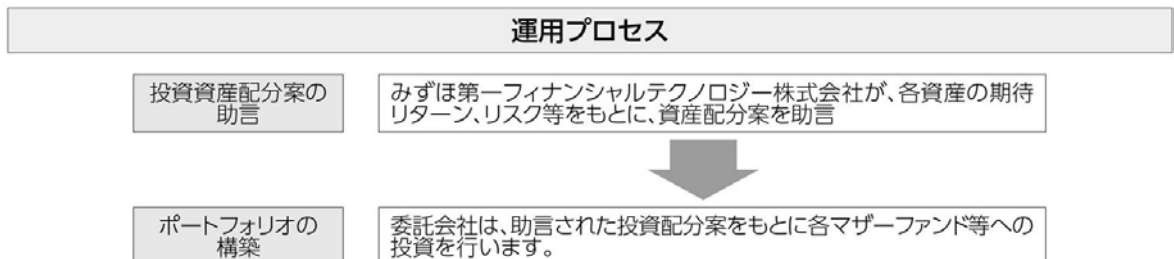 運用プロセス
投資資産配分案の
助言
みずほ第一フィナンシャルテクノロジー株式会社が、各資産の期待
リターン、リスク等をもとに、資産配分案を助言
ポートフォリオの
構築
委託会社は、助言された投資配分案をもとに各マザーファンド等への
投資を行います。